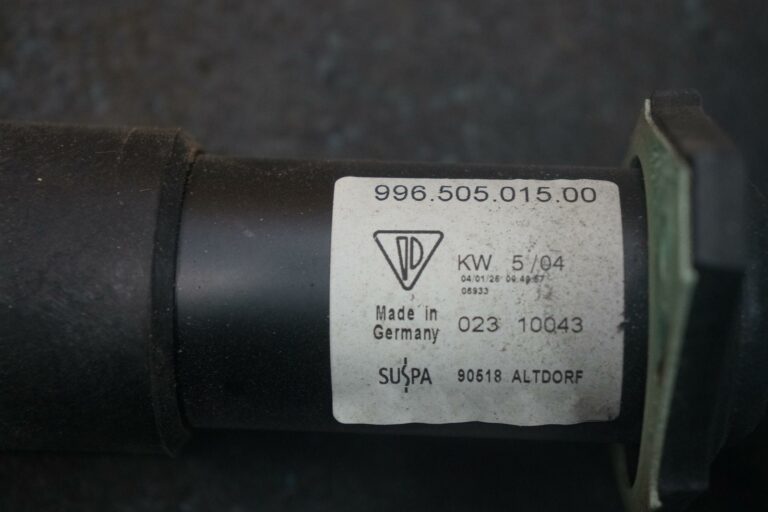 996.505.015.00
KW 5/04
04/01/26 09.49.57
06933
Made in
Germany
023 10043
SUSPA
90518 ALTDORF